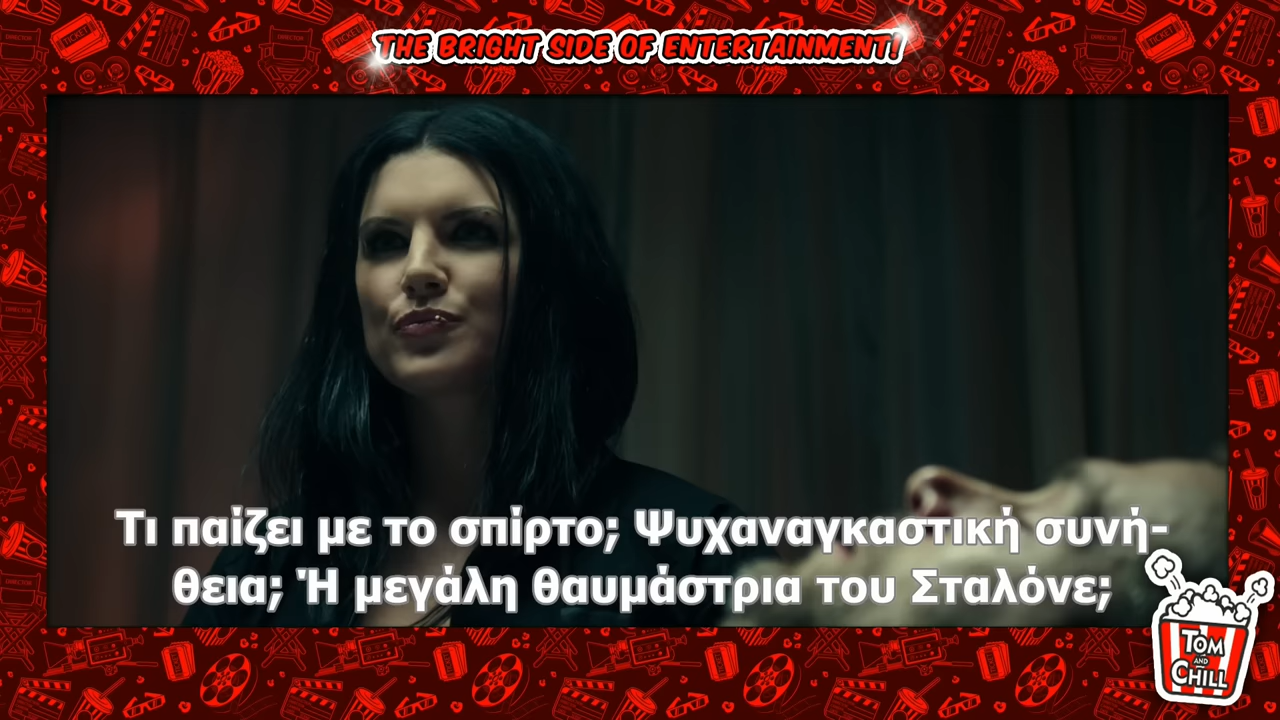 THE BRIGHT SIDE OF ENTERTAINMENT!
Τι παίζει με το σπίρτο; Ψυχαναγκαστική συνή-
θεια; Ή μεγάλη θαυμάστρια του Σταλόνε;
TOM
AND
CHILL